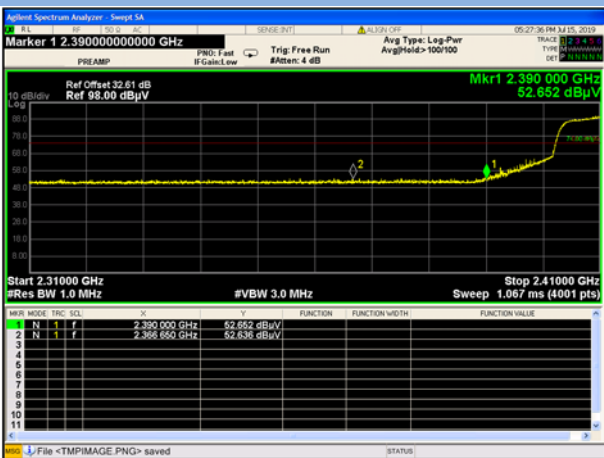 Agilent Spectrum Analyzer - Swept SA
RL RF 50 Ω AC SENSE:INT ALIGN OFF 05:27:36 PM Jul 15, 2019
Marker 1 2.390000000000 GHz
PREAMP
PNO: Fast
IFGain:Low
Trig: Free Run
#Atten: 4 dB
Avg Type: Log-Pwr
Avg|Hold:> 100/100
TRACE 1 2 3 4 5 6
TYPE M WWWWW
DET P N N N N N
Ref Offset 32.61 dB
10 dB/div Ref 98.00 dBµV
Log
Mkr1 2.390 000 GHz
52.652 dBµV
88.0
78.0
68.0
58.0
48.0
38.0
28.0
18.0
8.00
2
1
Start 2.31000 GHz Stop 2.41000 GHz
#Res BW 1.0 MHz #VBW 3.0 MHz Sweep 1.067 ms (4001 pts)
MKR MODE TRC SCL X Y FUNCTION FUNCTION WIDTH FUNCTION VALUE
1 N 1 f 2.390 000 GHz 52.652 dBµV
2 N 1 f 2.366 650 GHz 52.636 dBµV
3
4
5
6
7
8
9
10
11
MSG File <TMPIMAGE.PNG> saved STATUS